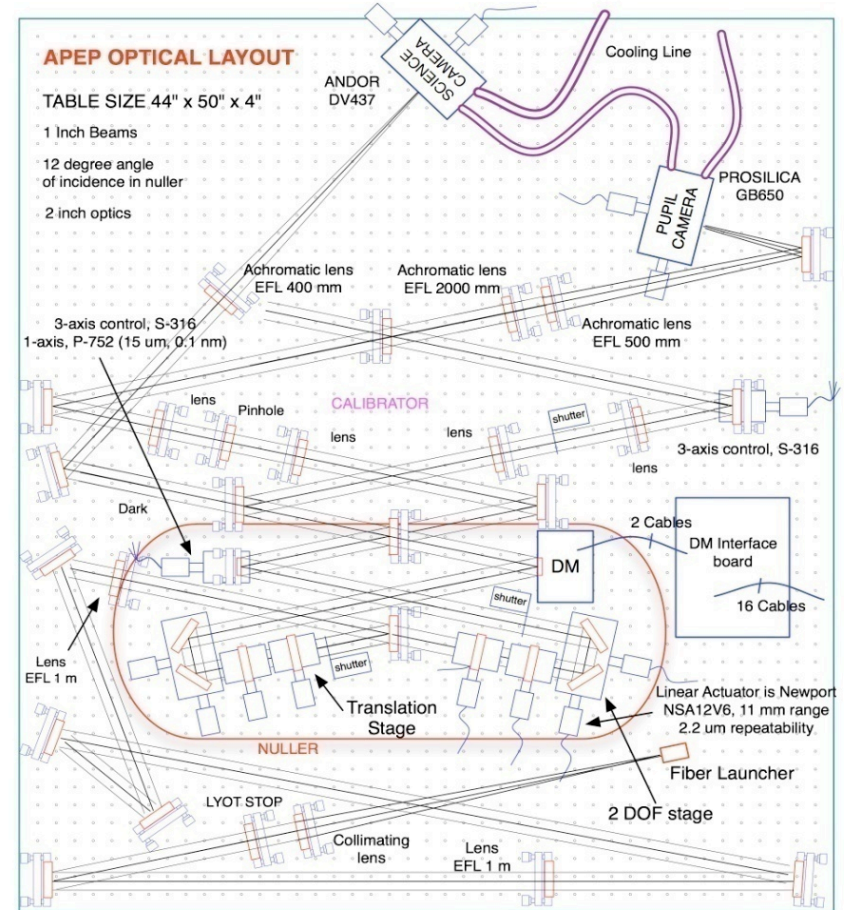 APEP OPTICAL LAYOUT
TABLE SIZE 44" x 50" x 4"
1 Inch Beams
12 degree angle
of incidence in nuller
2 inch optics
ANDOR
DV437
SCIENCE
CAMERA
Cooling Line
PROSILICA
GB650
PUPIL
CAMERA
Achromatic lens
EFL 400 mm
Achromatic lens
EFL 2000 mm
Achromatic lens
EFL 500 mm
3-axis control, S-316
1-axis, P-752 (15 um, 0.1 nm)
CALIBRATOR
lens
Pinhole
lens
lens
shutter
lens
3-axis control, S-316
Dark
2 Cables
DM Interface
board
16 Cables
DM
shutter
shutter
Lens
EFL 1 m
Translation
Stage
NULLER
Linear Actuator is Newport
NSA12V6, 11 mm range
2.2 um repeatability
Fiber Launcher
2 DOF stage
LYOT STOP
Collimating
lens
Lens
EFL 1 m